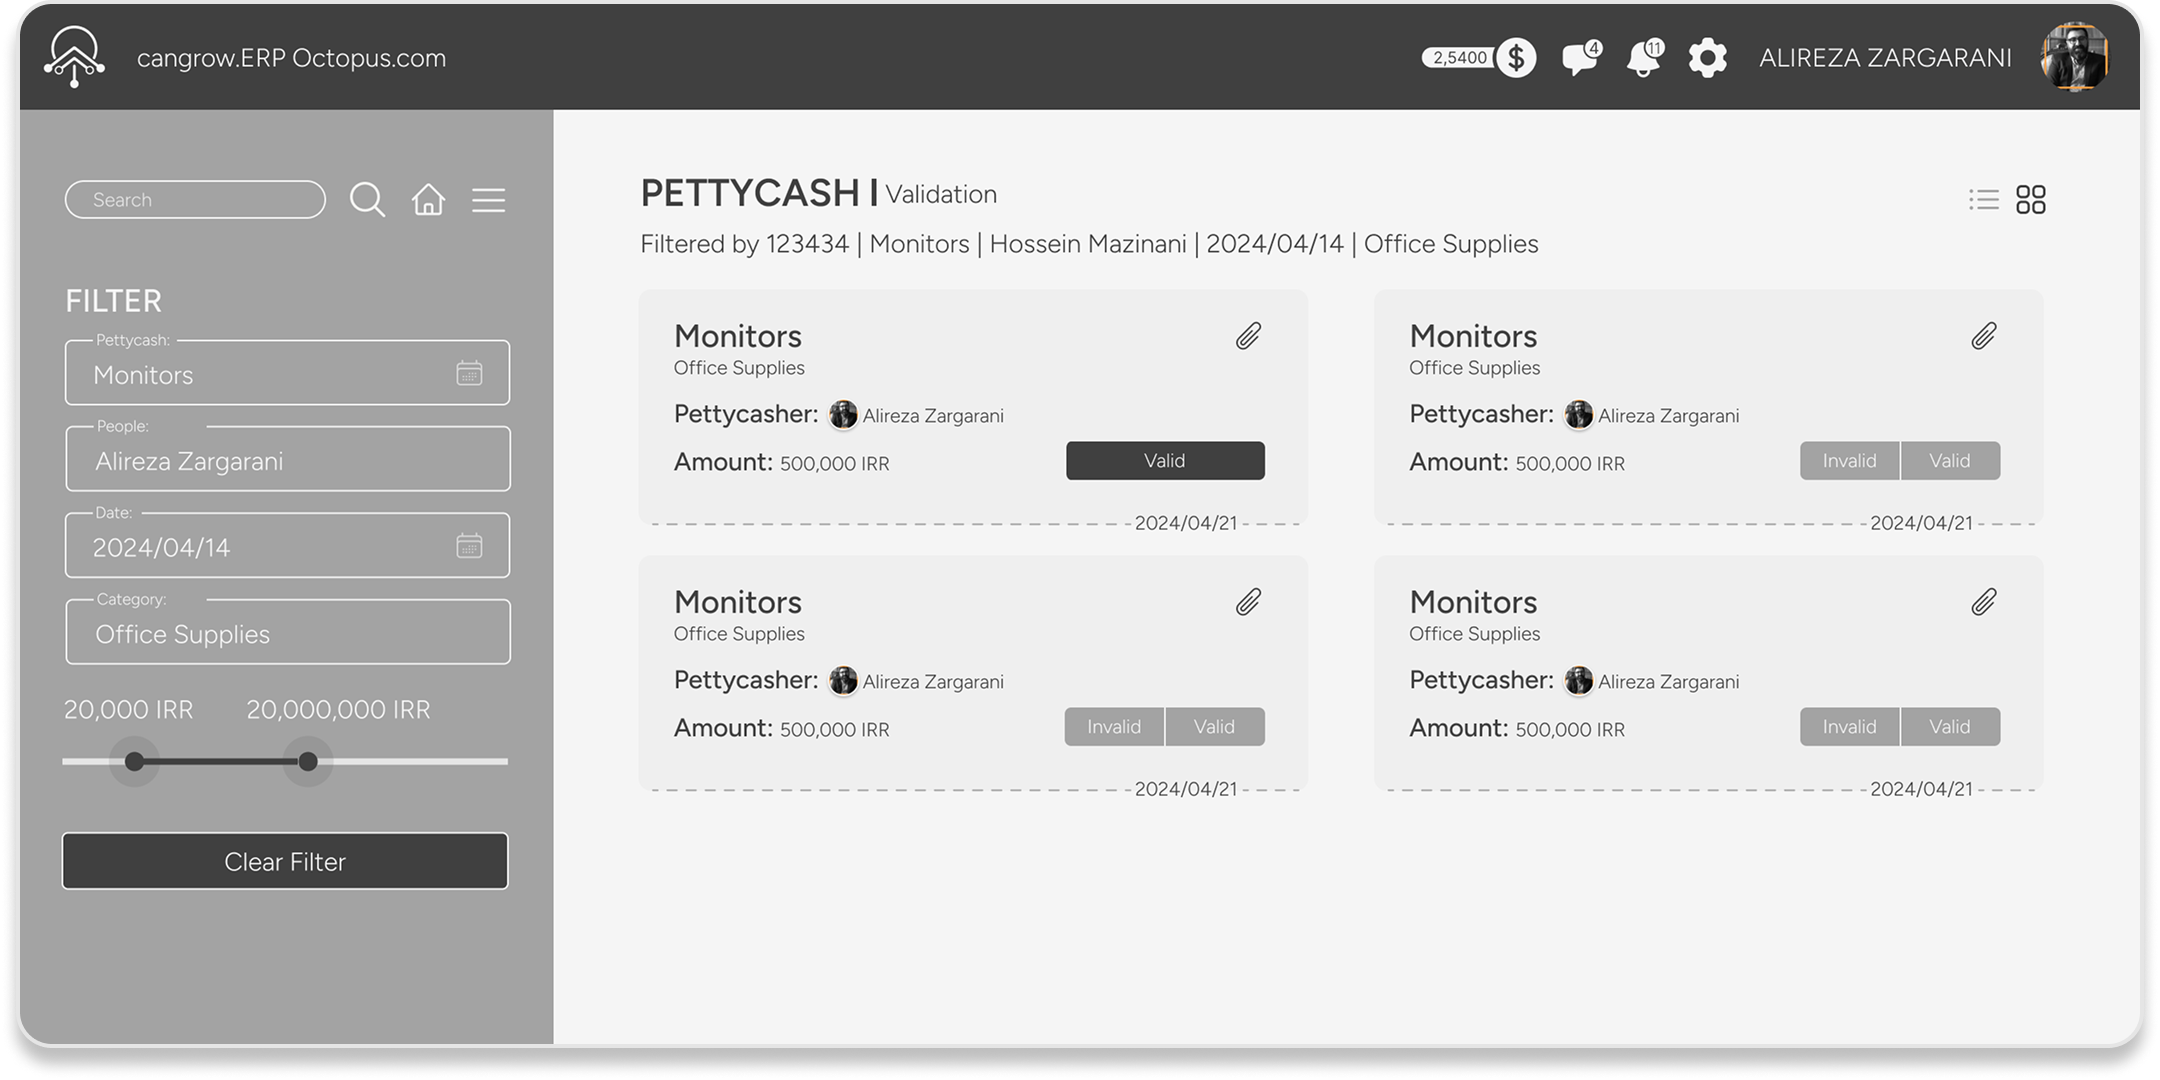 cangrow.ERP Octopus.com
2,5400
$
4
11
ALIREZA ZARGARANI
Search
FILTER
Pettycash:
Monitors
People:
Alireza Zargarani
Date:
2024/04/14
Category:
Office Supplies
20,000 IRR
20,000,000 IRR
Clear Filter
PETTYCASH | Validation
Filtered by 123434 | Monitors | Hossein Mazinani | 2024/04/14 | Office Supplies
Monitors
Office Supplies
Pettycasher: Alireza Zargarani
Amount: 500,000 IRR
Valid
2024/04/21
Monitors
Office Supplies
Pettycasher: Alireza Zargarani
Amount: 500,000 IRR
Invalid Valid
2024/04/21
Monitors
Office Supplies
Pettycasher: Alireza Zargarani
Amount: 500,000 IRR
Invalid Valid
2024/04/21
Monitors
Office Supplies
Pettycasher: Alireza Zargarani
Amount: 500,000 IRR
Invalid Valid
2024/04/21